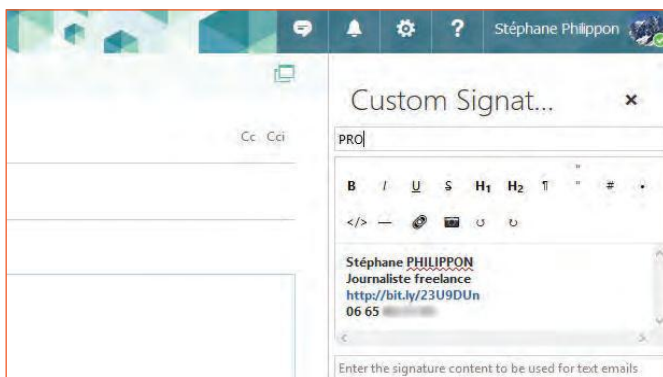 ? Stéphane Philippon
Custom Signat... ×
Cc Cci
PRO
B I U S H1 H2 ¶ " #
</> —
Stéphane PHILIPPON
Journaliste freelance
http://bit.ly/23U9DUn
06 65
Enter the signature content to be used for text emails